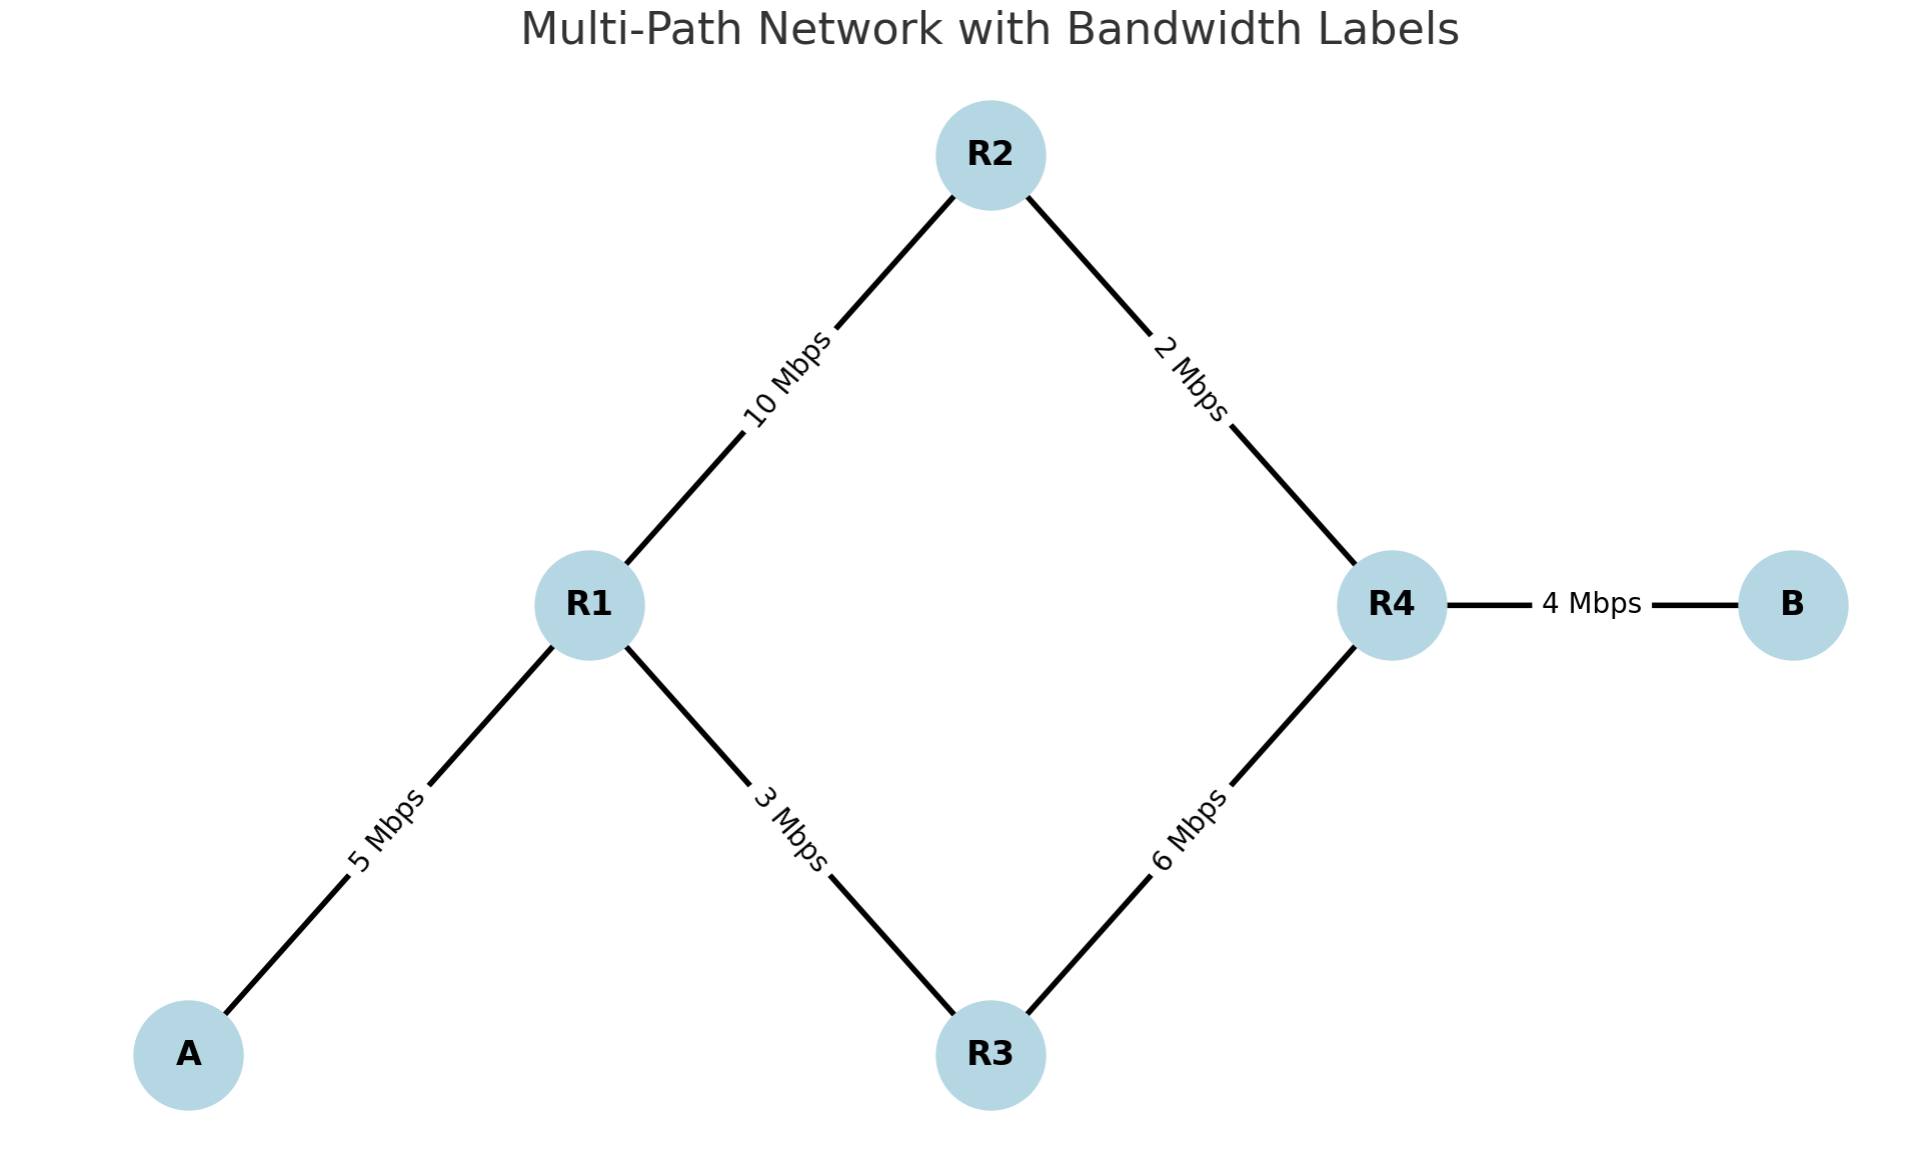 Multi-Path Network with Bandwidth Labels
R2
10 Mbps
2 Mbps
R1
R4
4 Mbps
B
5 Mbps
3 Mbps
6 Mbps
A
R3